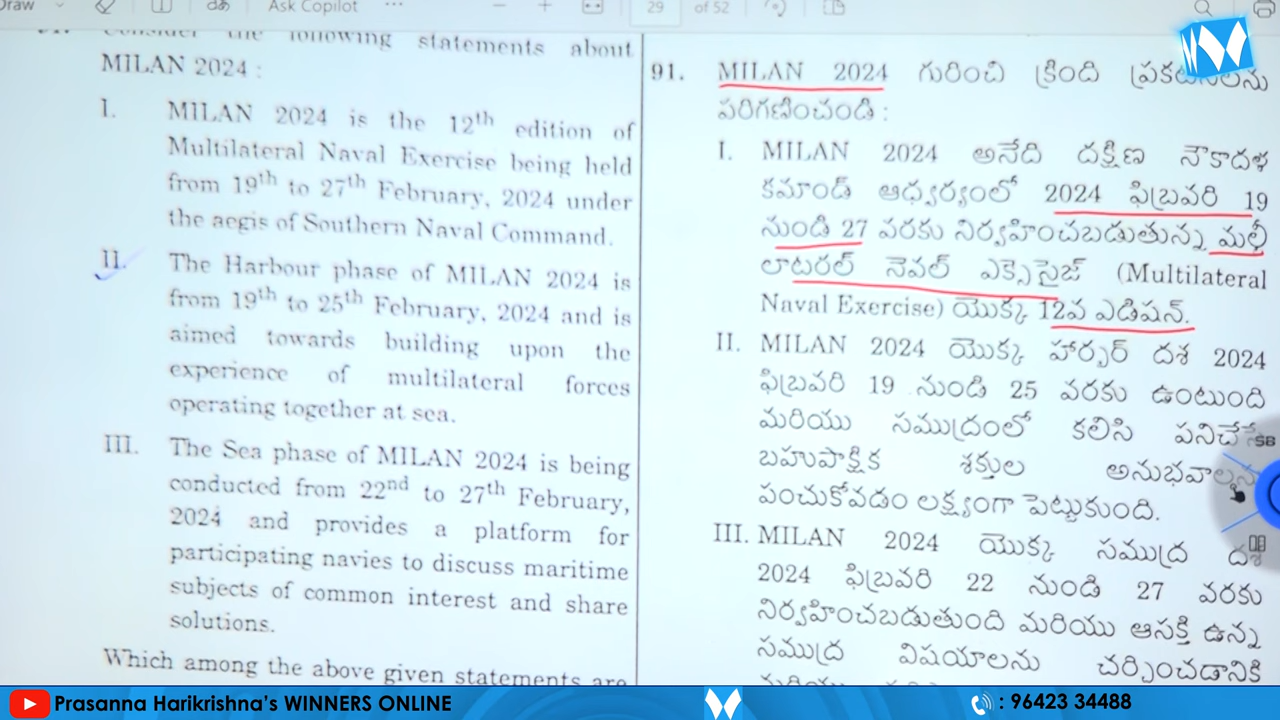 Draw
Ask Copilot
29 of 52
Consider the following statements about
MILAN 2024 :
I. MILAN 2024 is the 12th edition of
Multilateral Naval Exercise being held
from 19th to 27th February, 2024 under
the aegis of Southern Naval Command.
II. The Harbour phase of MILAN 2024 is
from 19th to 25th February, 2024 and is
aimed towards building upon the
experience of multilateral forces
operating together at sea.
III. The Sea phase of MILAN 2024 is being
conducted from 22nd to 27th February,
2024 and provides a platform for
participating navies to discuss maritime
subjects of common interest and share
solutions.
Which among the above given statements are
91. MILAN 2024 గురించి క్రింది ప్రకటనలను
పరిగణించండి :
I. MILAN 2024 అనేది దక్షిణ నౌకాదళ
కమాండ్ ఆధ్వర్యంలో 2024 ఫిబ్రవరి 19
నుండి 27 వరకు నిర్వహించబడుతున్న మల్టీ
లాటరల్ నెవల్ ఎక్సెసైజ్ (Multilateral
Naval Exercise) యొక్క 12వ ఎడిషన్.
II. MILAN 2024 యొక్క హార్బర్ దశ 2024
ఫిబ్రవరి 19 నుండి 25 వరకు ఉంటుంది
మరియు సముద్రంలో కలిసి పనిచేసే
బహుపాక్షిక శక్తుల అనుభవాలను
పంచుకోవడం లక్ష్యంగా పెట్టుకుంది.
III. MILAN 2024 యొక్క సముద్ర దశ
2024 ఫిబ్రవరి 22 నుండి 27 వరకు
నిర్వహించబడుతుంది మరియు ఆసక్తి ఉన్న
సముద్ర విషయాలను చర్చించడానికి
SB
Prasanna Harikrishna's WINNERS ONLINE
: 96423 34488